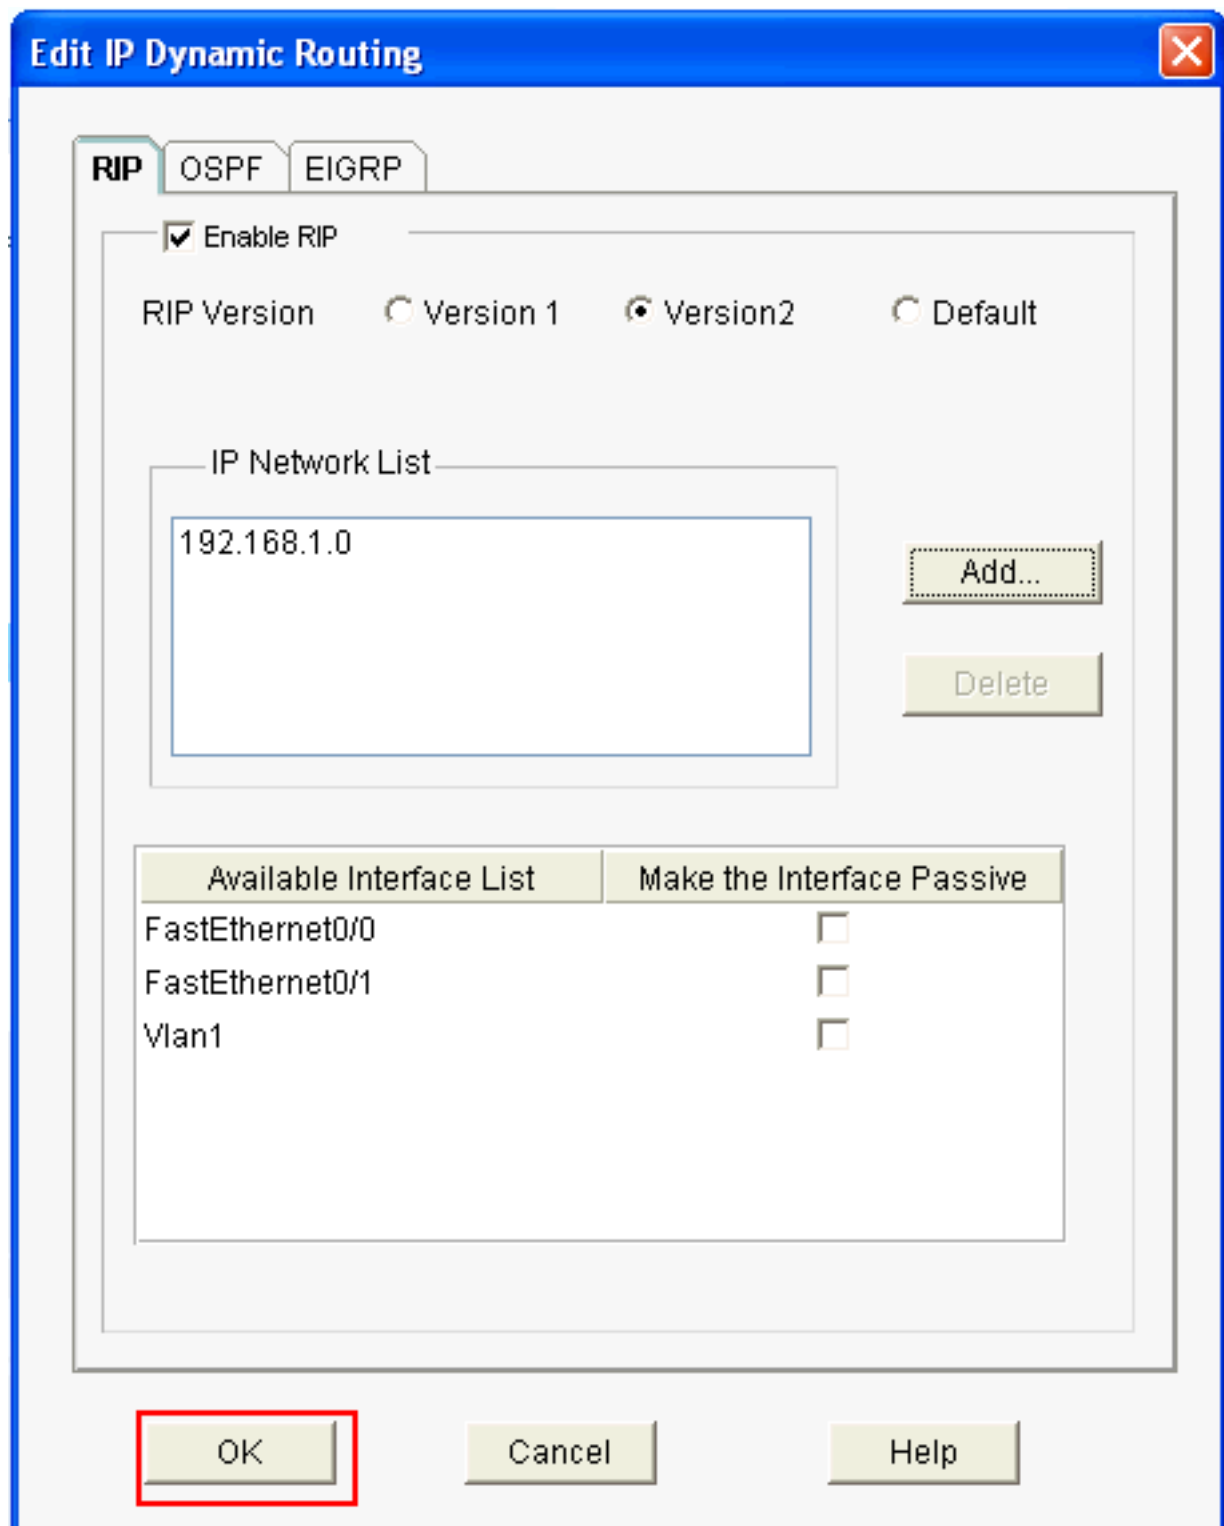 Edit IP Dynamic Routing
RIP OSPF EIGRP
Enable RIP
RIP Version Version 1 Version2 Default
IP Network List
192.168.1.0
Add...
Delete
Available Interface List Make the Interface Passive
FastEthernet0/0
FastEthernet0/1
Vlan1
OK Cancel Help